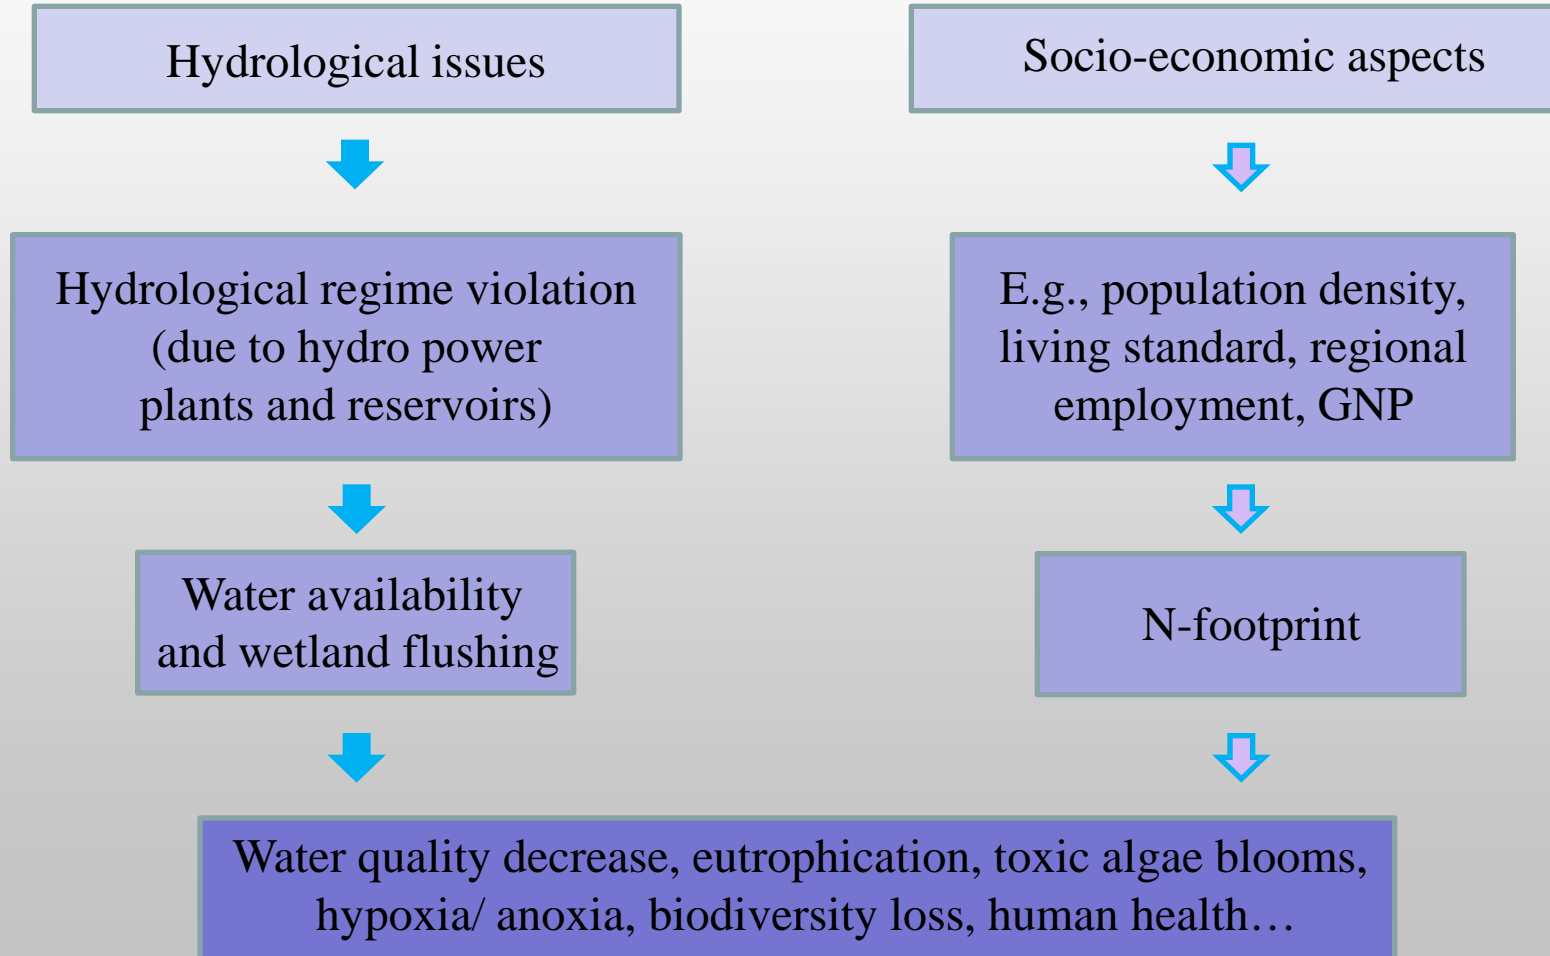 Hydrological issues
Socio-economic aspects
Hydrological regime violation
(due to hydro power
plants and reservoirs)
E.g., population density,
living standard, regional
employment, GNP
Water availability
and wetland flushing
N-footprint
Water quality decrease, eutrophication, toxic algae blooms,
hypoxia/ anoxia, biodiversity loss, human health…